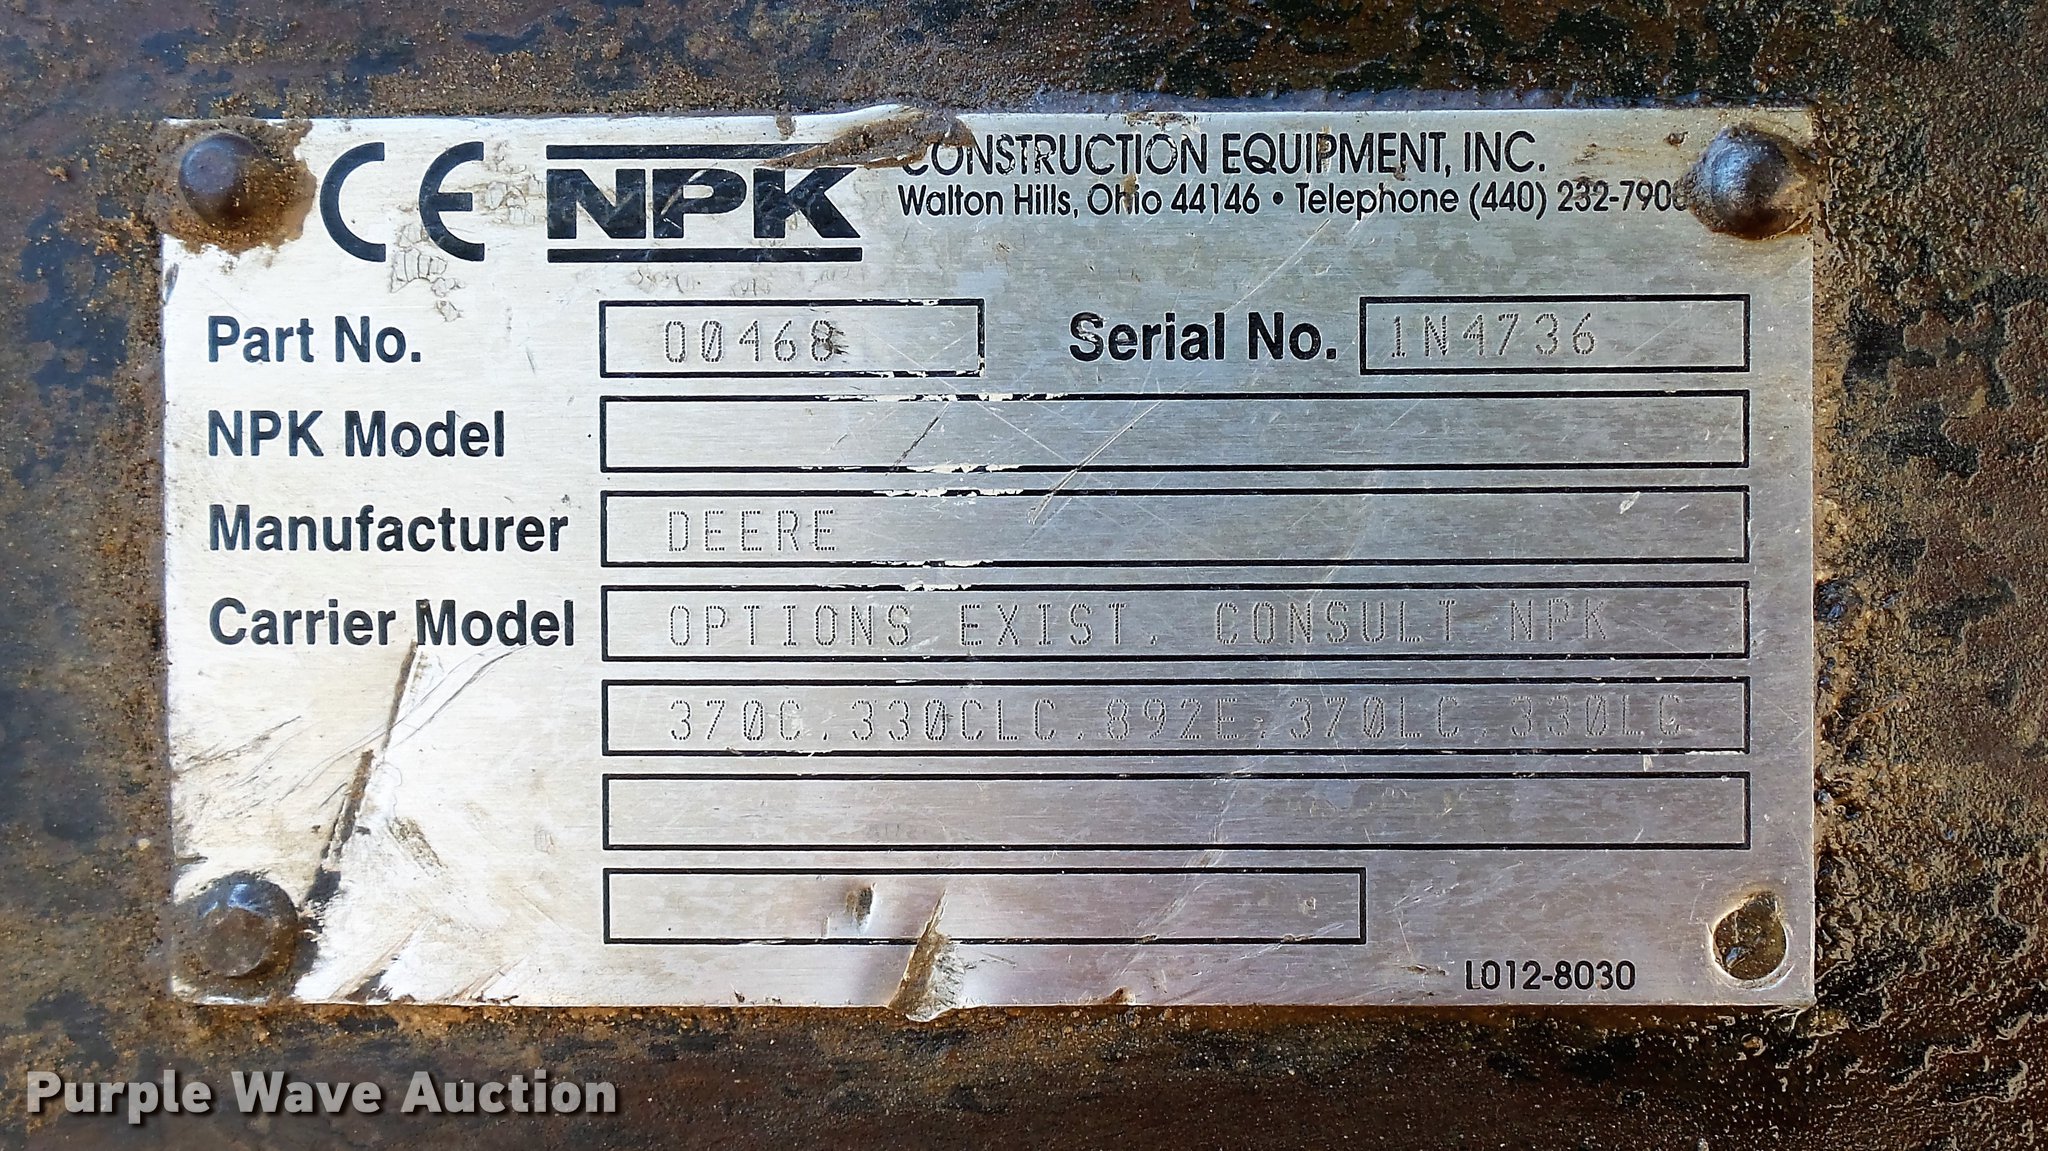 CE NPK CONSTRUCTION EQUIPMENT, INC.
Walton Hills, Ohio 44146 • Telephone (440) 232-790
Part No. 00468 Serial No. 1N4736
NPK Model
Manufacturer DEERE
Carrier Model OPTIONS EXIST, CONSULT NPK
370C, 330CLC, 892E, 370LC, 330LC
L012-8030
Purple Wave Auction